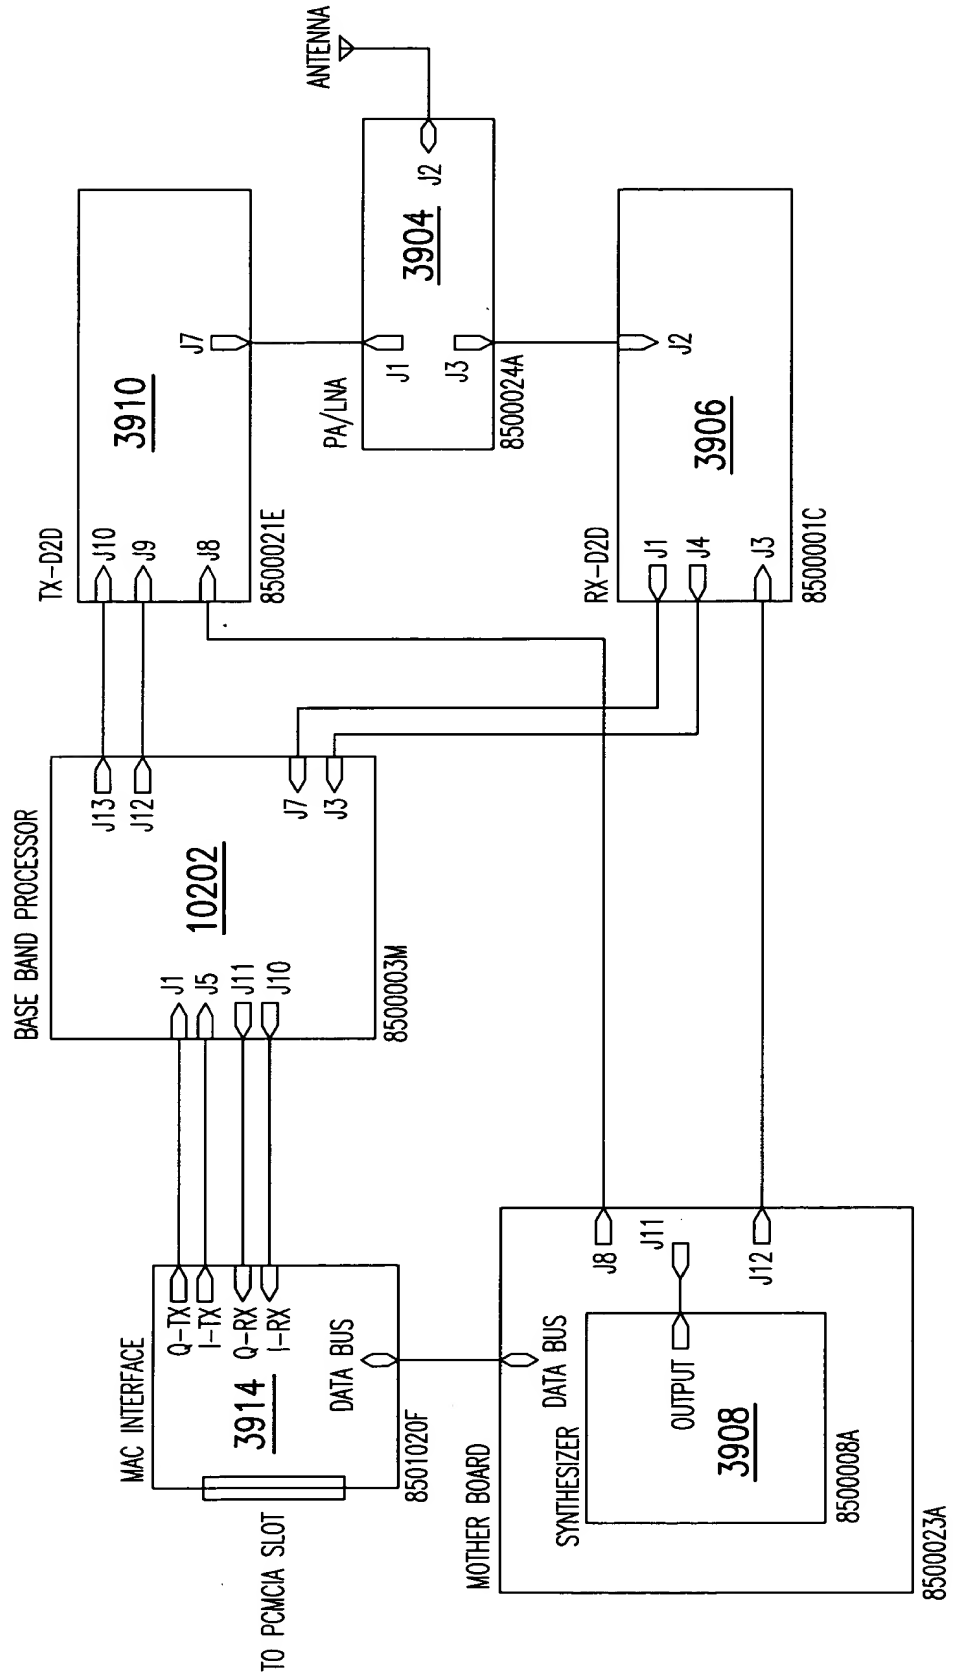 TO PCMCIA SLOT
MAC INTERFACE
3914
Q-TX
I-TX
Q-RX
I-RX
DATA BUS
8501020F
BASE BAND PROCESSOR
10202
J1
J5
J11
J10
J13
J12
J7
J3
8500003M
TX-D2D
3910
J10
J9
J8
J7
8500021E
PA/LNA
3904
J1
J3
J2
8500024A
ANTENNA
RX-D2D
3906
J1
J4
J3
J2
8500001C
MOTHER BOARD
DATA BUS
J8
J11
J12
SYNTHESIZER
OUTPUT
3908
8500008A
8500023A